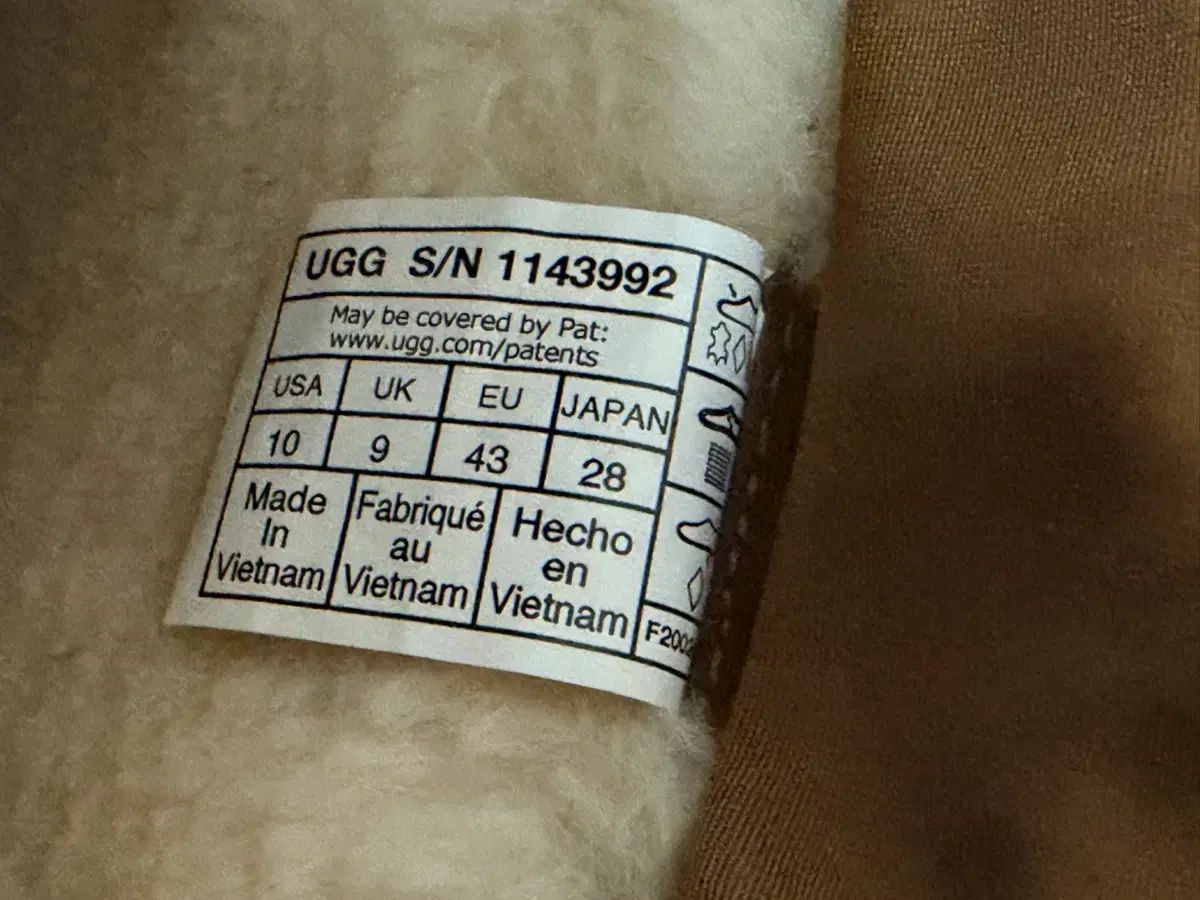 UGG S/N 1143992
May be covered by Pat:
www.ugg.com/patents
USA UK EU JAPAN
10 9 43 28
Made
In
Vietnam
Fabriqué
au
Vietnam
Hecho
en
Vietnam